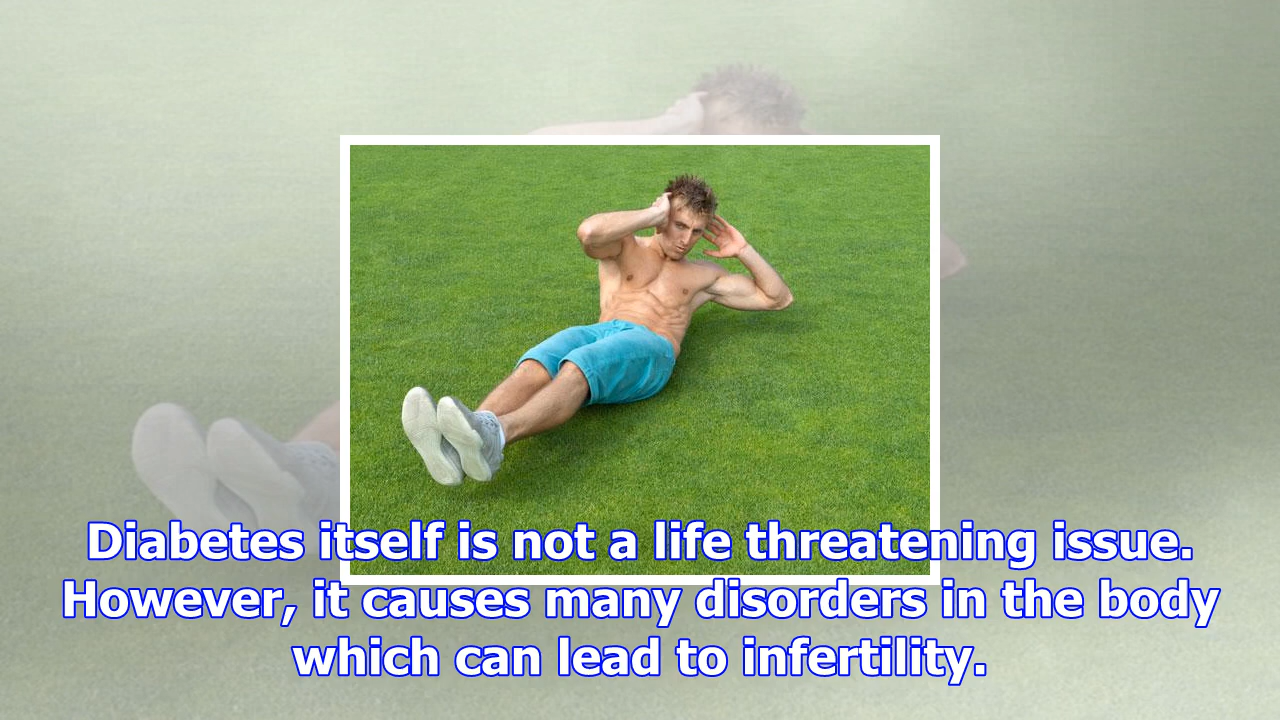 Diabetes itself is not a life threatening issue.
However, it causes many disorders in the body
which can lead to infertility.